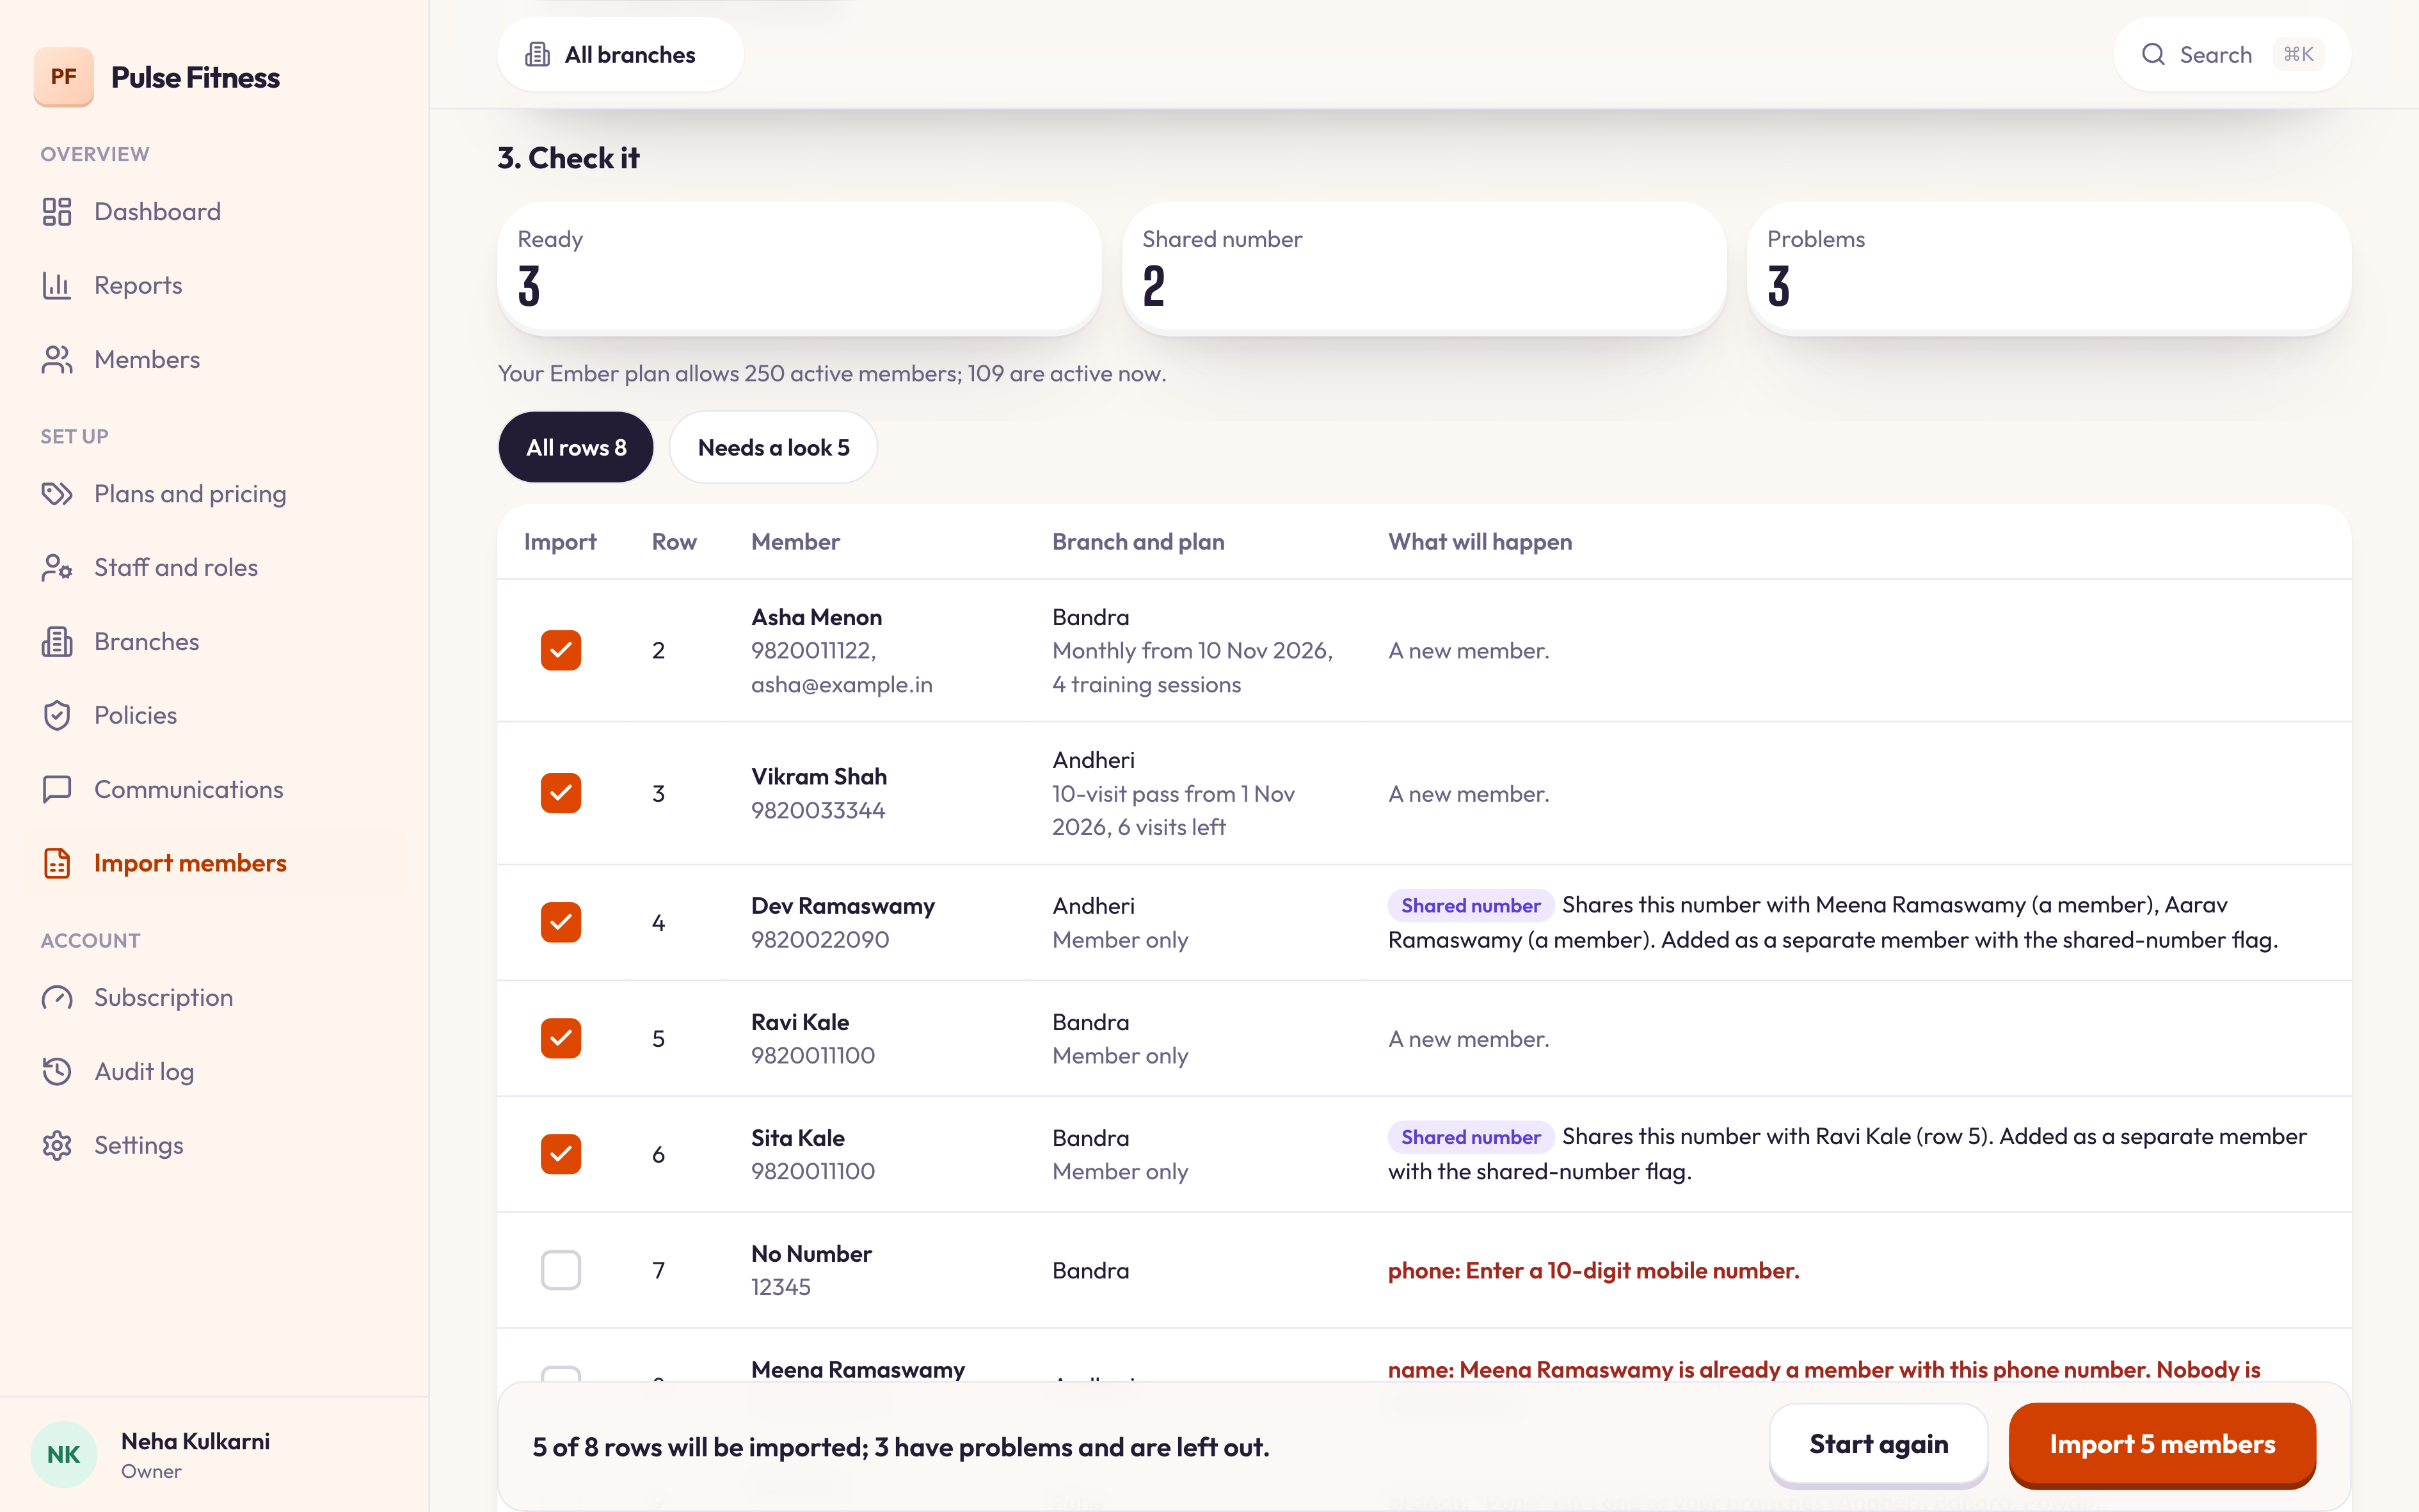 PF
Pulse Fitness
OVERVIEW
Dashboard
Reports
Members
SET UP
Plans and pricing
Staff and roles
Branches
Policies
Communications
Import members
ACCOUNT
Subscription
Audit log
Settings
NK
Neha Kulkarni
Owner
All branches
Search ⌘K
3. Check it
Ready
3
Shared number
2
Problems
3
Your Ember plan allows 250 active members; 109 are active now.
All rows 8
Needs a look 5
Import Row Member Branch and plan What will happen
2
Asha Menon
9820011122,
asha@example.in
Bandra
Monthly from 10 Nov 2026,
4 training sessions
A new member.
3
Vikram Shah
9820033344
Andheri
10-visit pass from 1 Nov
2026, 6 visits left
A new member.
4
Dev Ramaswamy
9820022090
Andheri
Member only
Shared number Shares this number with Meena Ramaswamy (a member), Aarav
Ramaswamy (a member). Added as a separate member with the shared-number flag.
5
Ravi Kale
9820011100
Bandra
Member only
A new member.
6
Sita Kale
9820011100
Bandra
Member only
Shared number Shares this number with Ravi Kale (row 5). Added as a separate member
with the shared-number flag.
7
No Number
12345
Bandra
phone: Enter a 10-digit mobile number.
Meena Ramaswamy
name: Meena Ramaswamy is already a member with this phone number. Nobody is
5 of 8 rows will be imported; 3 have problems and are left out.
Start again
Import 5 members